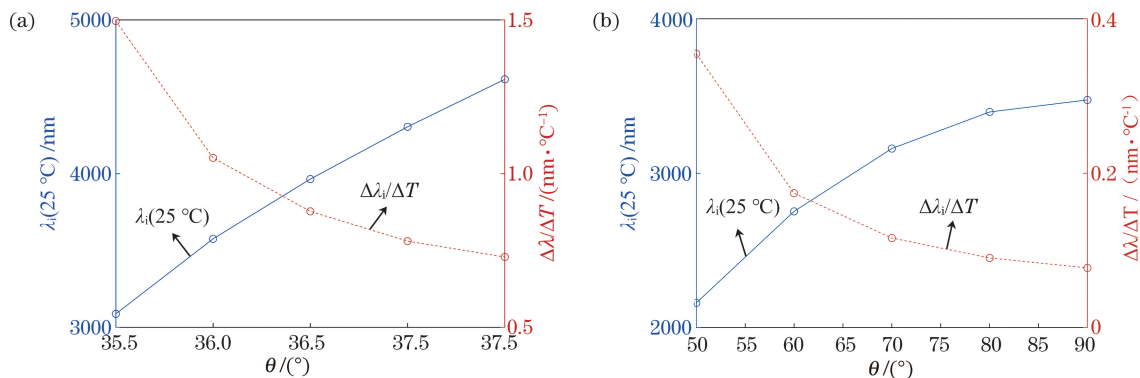 (a)
5000
4000
3000
λi(25 °C) /nm
1.5
1.0
0.5
Δλ/ΔT /(nm·°C⁻¹)
λi(25 °C)
Δλi/ΔT
35.5 36.0 36.5 37.5 37.5
θ/(°)
(b)
4000
3000
2000
λi(25 °C) /nm
0.4
0.2
0
Δλ/ΔT / (nm·°C⁻¹)
λi(25 °C)
Δλi/ΔT
50 55 60 65 70 75 80 85 90
θ/(°)